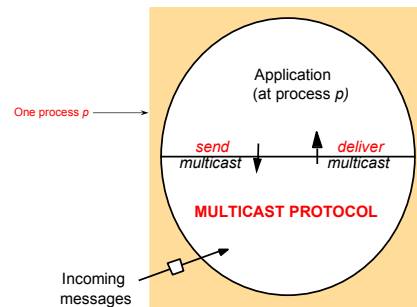 Application
(at process p)
One process p
send deliver
multicast multicast
MULTICAST PROTOCOL
Incoming
messages